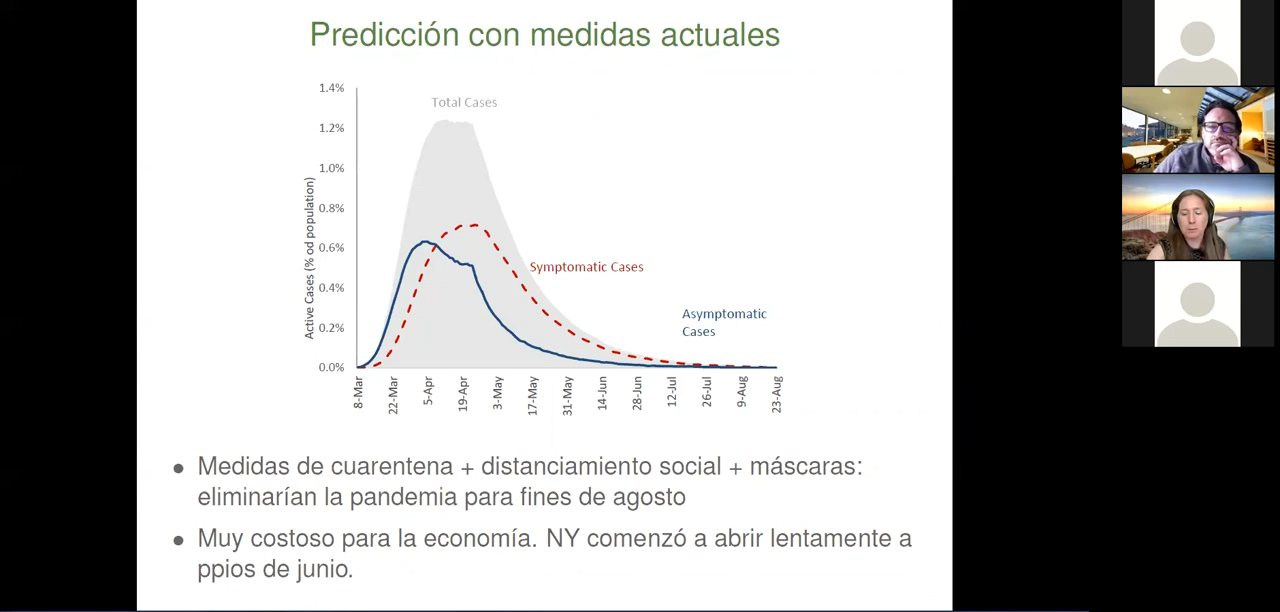 Predicción con medidas actuales
1.4%
Total Cases
1.2%
1.0%
0.8%
0.6%
0.4%
0.2%
0.0%
Active Cases (% od population)
Symptomatic Cases
Asymptomatic
Cases
8-Mar
22-Mar
5-Apr
19-Apr
3-May
17-May
31-May
14-Jun
28-Jun
12-Jul
26-Jul
9-Aug
23-Aug
• Medidas de cuarentena + distanciamiento social + máscaras:
eliminarían la pandemia para fines de agosto
• Muy costoso para la economía. NY comenzó a abrir lentamente a
ppios de junio.